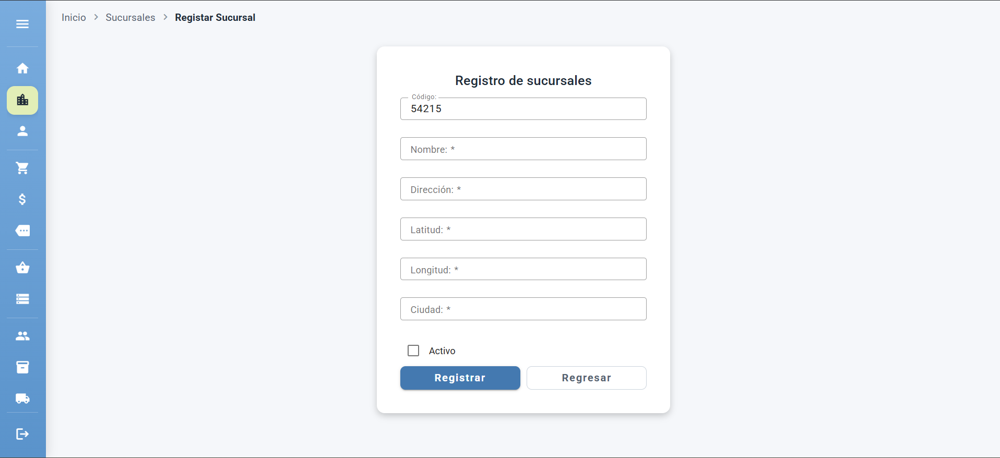 Inicio > Sucursales > Registar Sucursal
Registro de sucursales
Código:
54215
Nombre: *
Dirección: *
Latitud: *
Longitud: *
Ciudad: *
Activo
Registrar Regresar